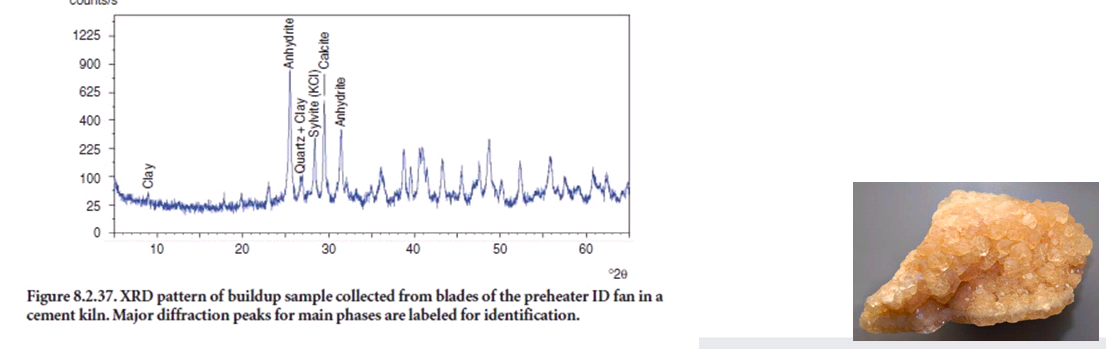 counts/s
1225
900
625
400
225
100
25
0
Clay
Anhydrite
Quartz + Clay
Sylvite (KCl)
Calcite
Anhydrite
10 20 30 40 50 60
°2θ
Figure 8.2.37. XRD pattern of buildup sample collected from blades of the preheater ID fan in a
cement kiln. Major diffraction peaks for main phases are labeled for identification.